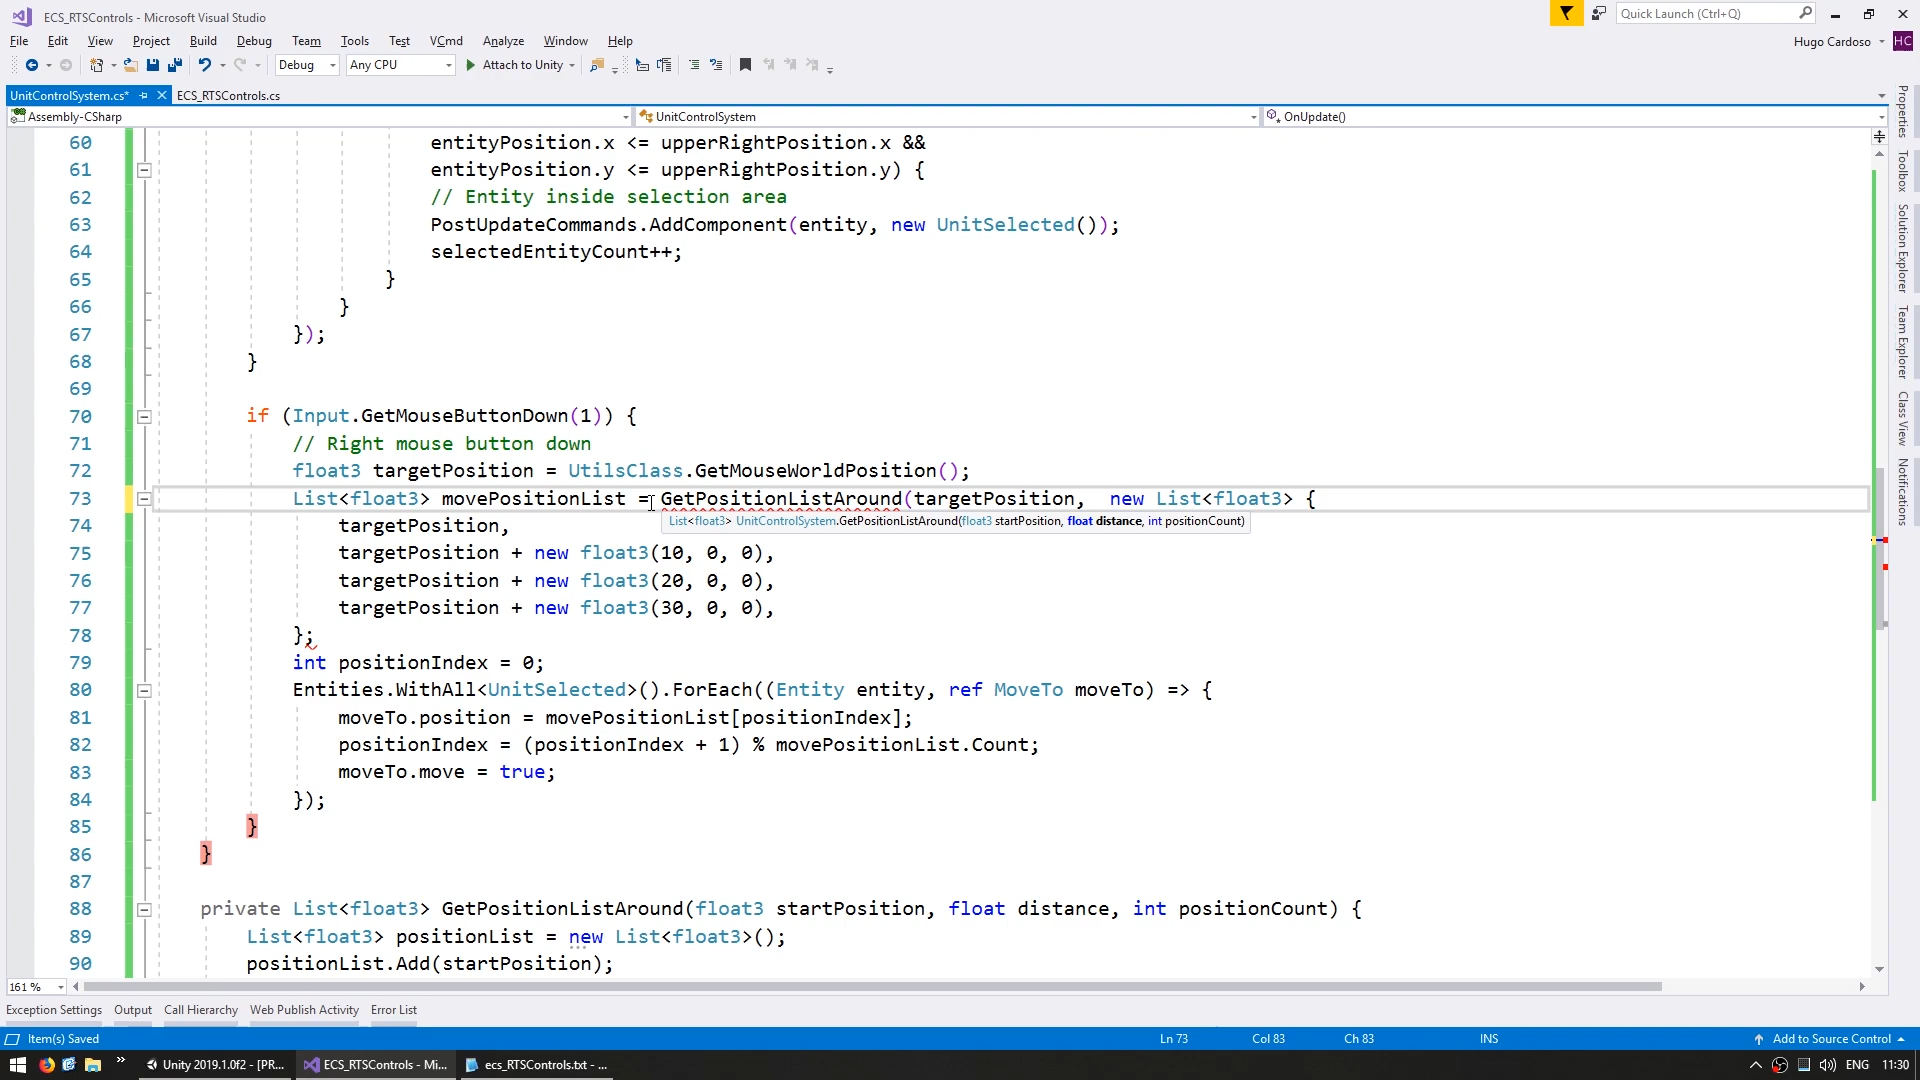 ECS_RTSControls - Microsoft Visual Studio
Quick Launch (Ctrl+Q)
File Edit View Project Build Debug Team Tools Test VCmd Analyze Window Help
Hugo Cardoso HC
Debug Any CPU Attach to Unity
UnitControlSystem.cs* ECS_RTSControls.cs
Assembly-CSharp UnitControlSystem OnUpdate()
60 entityPosition.x <= upperRightPosition.x &&
61 entityPosition.y <= upperRightPosition.y) {
62 // Entity inside selection area
63 PostUpdateCommands.AddComponent(entity, new UnitSelected());
64 selectedEntityCount++;
65 }
66 }
67 });
68 }
69
70 if (Input.GetMouseButtonDown(1)) {
71 // Right mouse button down
72 float3 targetPosition = UtilsClass.GetMouseWorldPosition();
73 List<float3> movePositionList = GetPositionListAround(targetPosition,  new List<float3> {
List<float3> UnitControlSystem.GetPositionListAround(float3 startPosition, float distance, int positionCount)
74 targetPosition,
75 targetPosition + new float3(10, 0, 0),
76 targetPosition + new float3(20, 0, 0),
77 targetPosition + new float3(30, 0, 0),
78 };
79 int positionIndex = 0;
80 Entities.WithAll<UnitSelected>().ForEach((Entity entity, ref MoveTo moveTo) => {
81 moveTo.position = movePositionList[positionIndex];
82 positionIndex = (positionIndex + 1) % movePositionList.Count;
83 moveTo.move = true;
84 });
85 }
86 }
87
88 private List<float3> GetPositionListAround(float3 startPosition, float distance, int positionCount) {
89 List<float3> positionList = new List<float3>();
90 positionList.Add(startPosition);
Properties
Toolbox
Solution Explorer
Team Explorer
Class View
Notifications
161 %
Exception Settings Output Call Hierarchy Web Publish Activity Error List
Item(s) Saved Ln 73 Col 83 Ch 83 INS Add to Source Control
Unity 2019.1.0f2 - [PR... ECS_RTSControls - Mi... ecs_RTSControls.txt - ... ENG 11:30